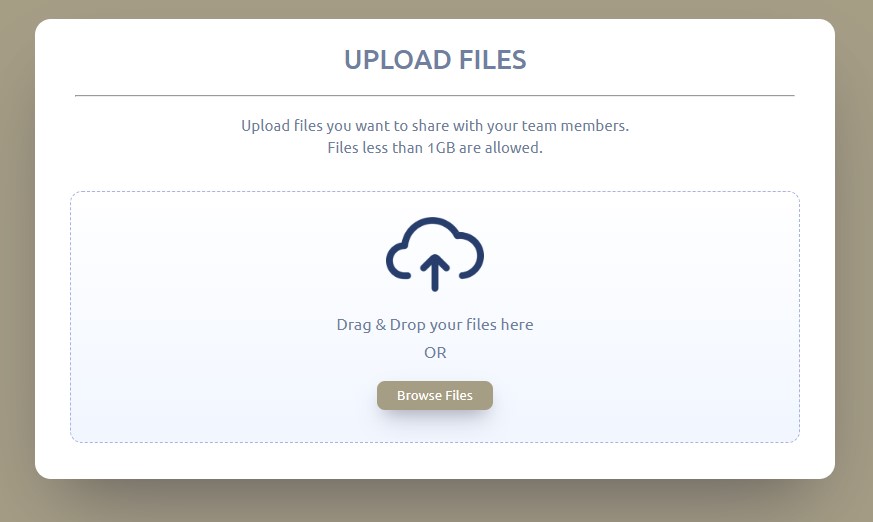 UPLOAD FILES
Upload files you want to share with your team members.
Files less than 1GB are allowed.
Drag & Drop your files here
OR
Browse Files